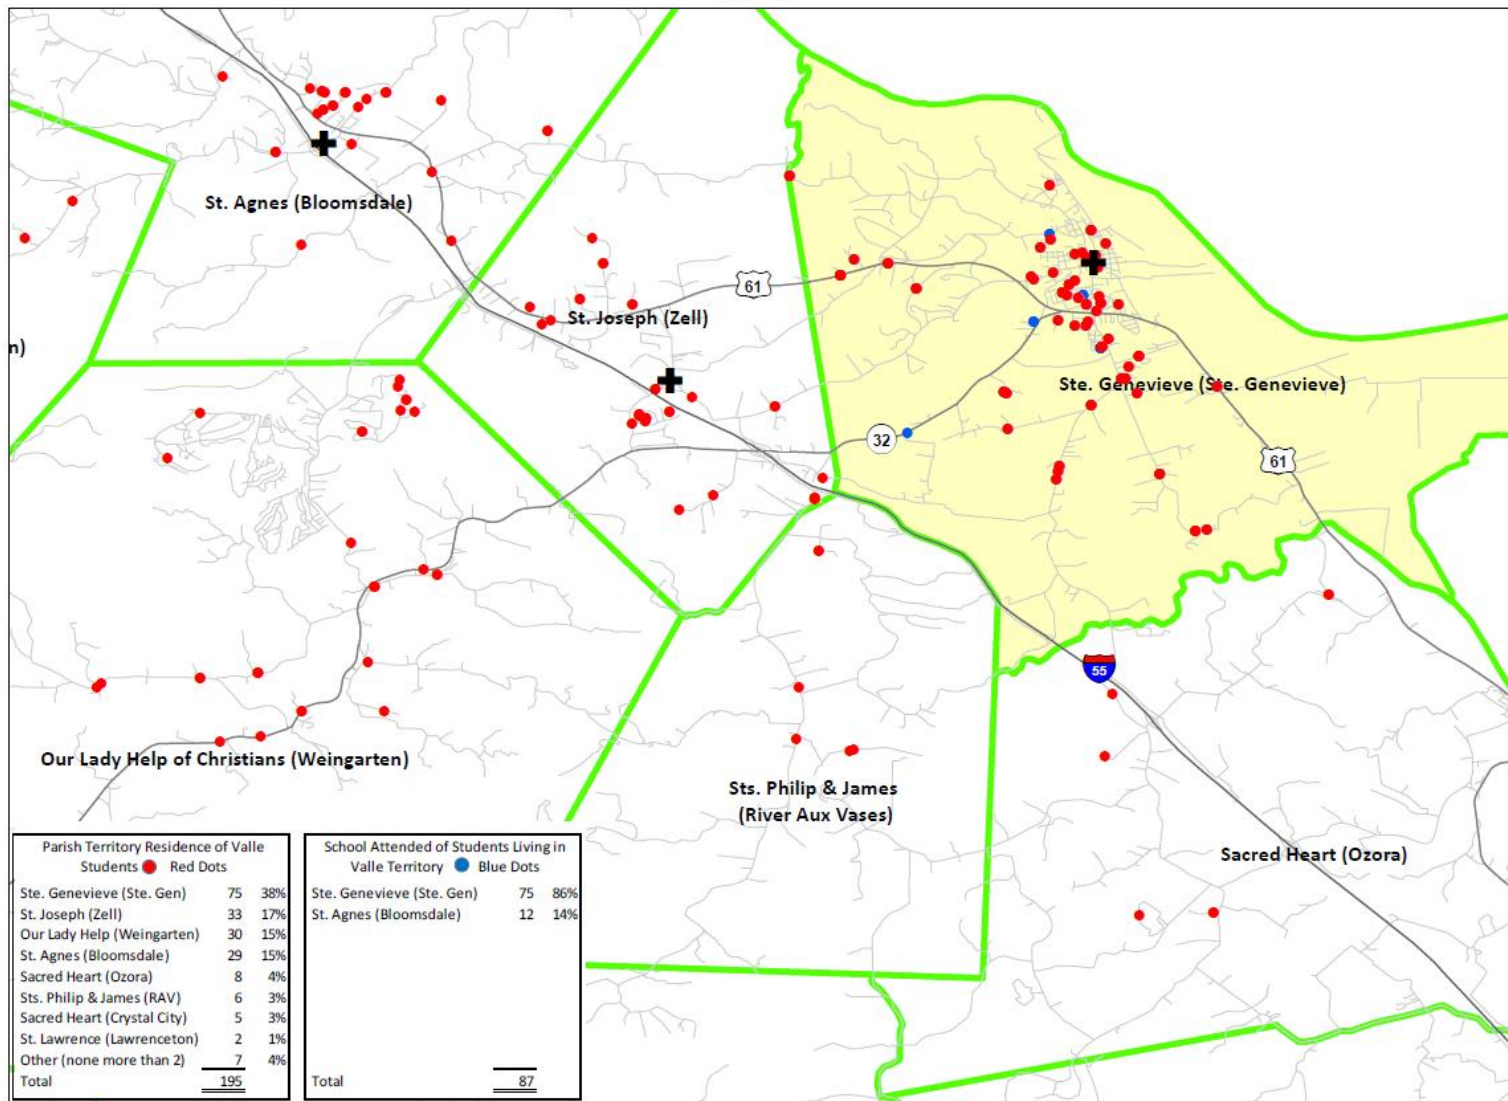 St. Agnes (Bloomsdale)
61
St. Joseph (Zell)
n)
Ste. Genevieve (Ste. Genevieve)
32
61
55
Our Lady Help of Christians (Weingarten)
Sts. Philip & James
(River Aux Vases)
Sacred Heart (Ozora)
Parish Territory Residence of Valle
Students Red Dots
Ste. Genevieve (Ste. Gen) 75 38%
St. Joseph (Zell) 33 17%
Our Lady Help (Weingarten) 30 15%
St. Agnes (Bloomsdale) 29 15%
Sacred Heart (Ozora) 8 4%
Sts. Philip & James (RAV) 6 3%
Sacred Heart (Crystal City) 5 3%
St. Lawrence (Lawrenceton) 2 1%
Other (none more than 2) 7 4%
Total 195
School Attended of Students Living in
Valle Territory Blue Dots
Ste. Genevieve (Ste. Gen) 75 86%
St. Agnes (Bloomsdale) 12 14%
Total 87